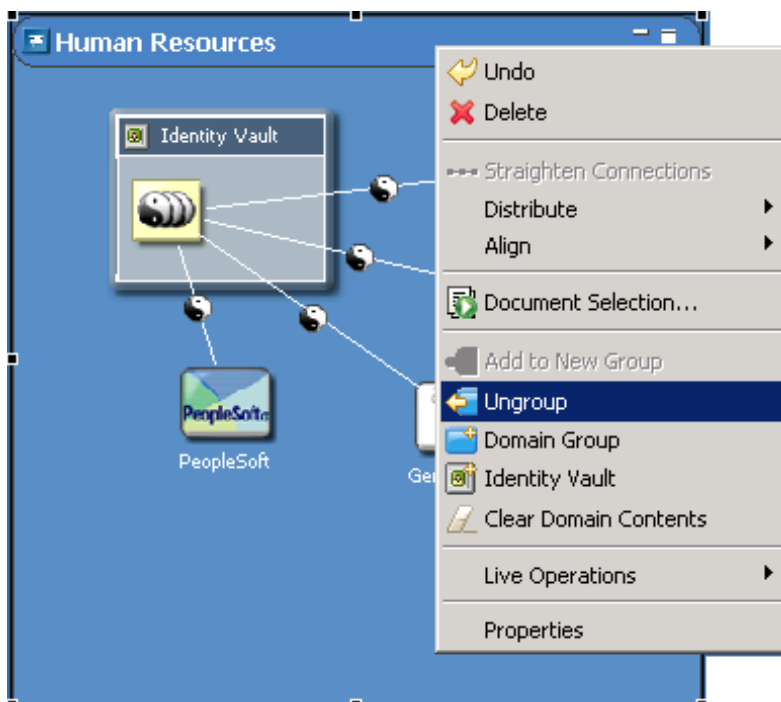 Human Resources
Identity Vault
PeopleSoft
PeopleSoft
Undo
Delete
Straighten Connections
Distribute
Align
Document Selection...
Add to New Group
Ungroup
Domain Group
Identity Vault
Clear Domain Contents
Live Operations
Properties